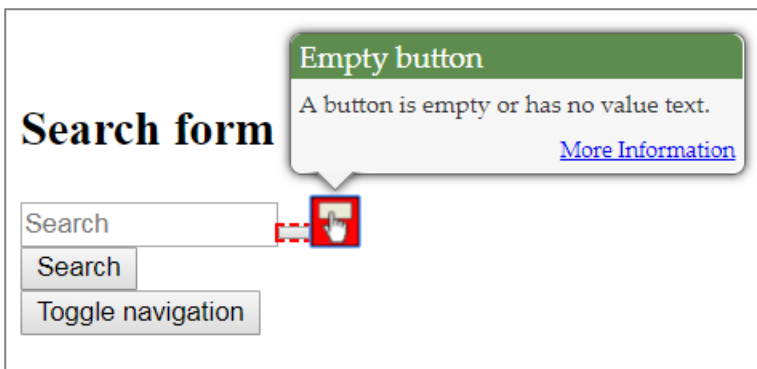 Empty button
A button is empty or has no value text.
More Information
Search form
Search
Search
Toggle navigation